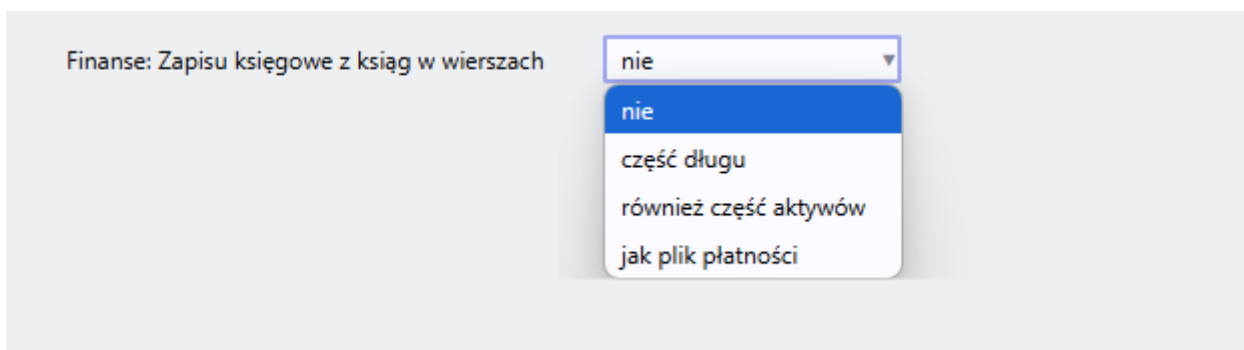 Finanse: Zapisu księgowe z ksiąg w wierszach
nie
nie
część długu
również część aktywów
jak plik płatności